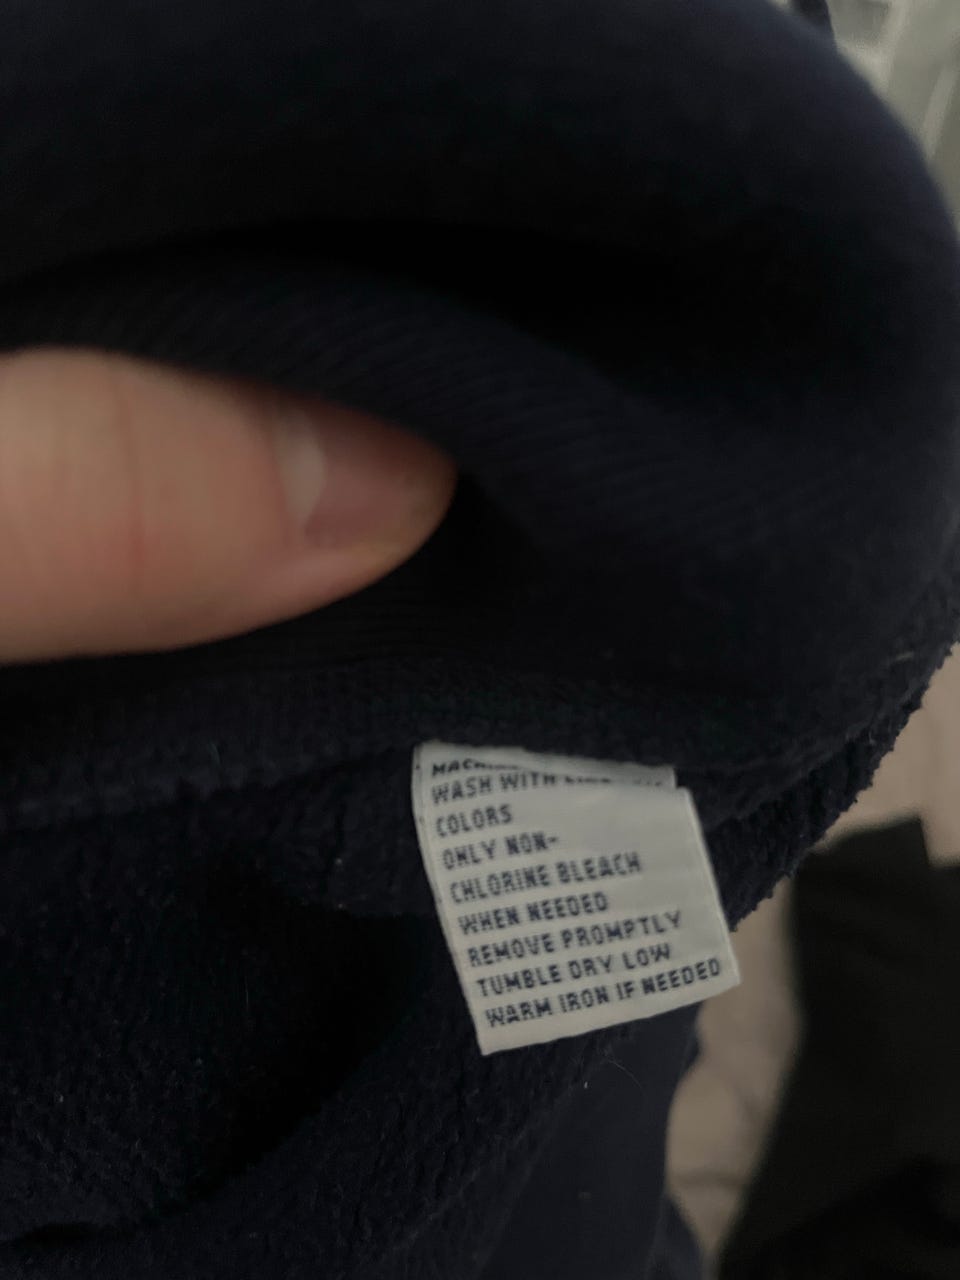 WASH WITH
COLORS
ONLY NON-
CHLORINE BLEACH
WHEN NEEDED
REMOVE PROMPTLY
TUMBLE DRY LOW
WARM IRON IF NEEDED